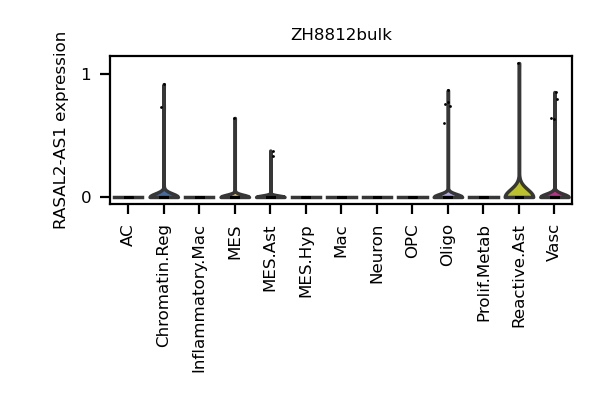 ZH8812bulk
RASAL2-AS1 expression
1
0
AC
Chromatin.Reg
Inflammatory.Mac
MES
MES.Ast
MES.Hyp
Mac
Neuron
OPC
Oligo
Prolif.Metab
Reactive.Ast
Vasc